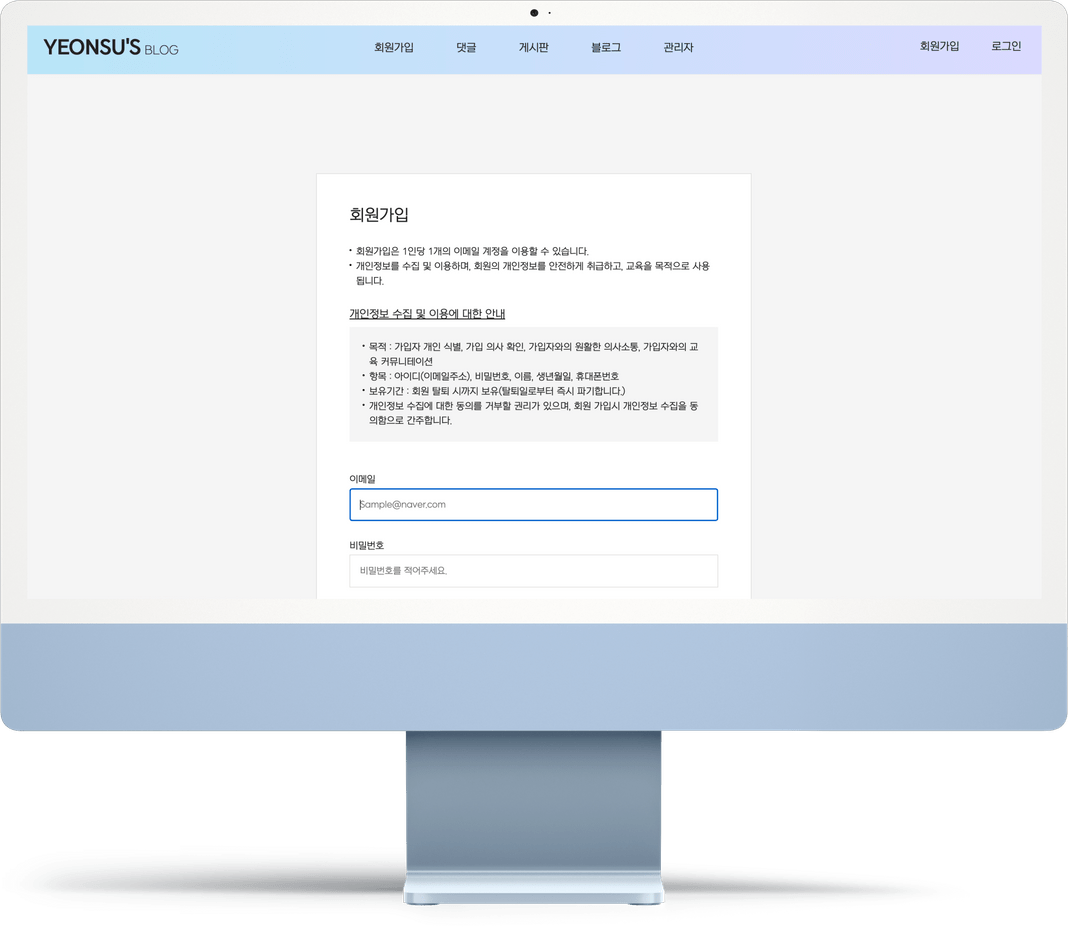 YEONSU'S BLOG 회원가입 댓글 게시판 블로그 관리자 회원가입 로그인
회원가입
• 회원가입은 1인당 1개의 이메일 계정을 이용할 수 있습니다.
• 개인정보를 수집 및 이용하며, 회원의 개인정보를 안전하게 취급하고, 교육을 목적으로 사용
됩니다.
개인정보 수집 및 이용에 대한 안내
• 목적 : 가입자 개인 식별, 가입 의사 확인, 가입자와의 원활한 의사소통, 가입자와의 교
육 커뮤니테이션
• 항목 : 아이디(이메일주소), 비밀번호, 이름, 생년월일, 휴대폰번호
• 보유기간 : 회원 탈퇴 시까지 보유(탈퇴일로부터 즉시 파기합니다.)
• 개인정보 수집에 대한 동의를 거부할 권리가 있으며, 회원 가입시 개인정보 수집을 동
의함으로 간주합니다.
이메일
Sample@naver.com
비밀번호
비밀번호를 적어주세요.